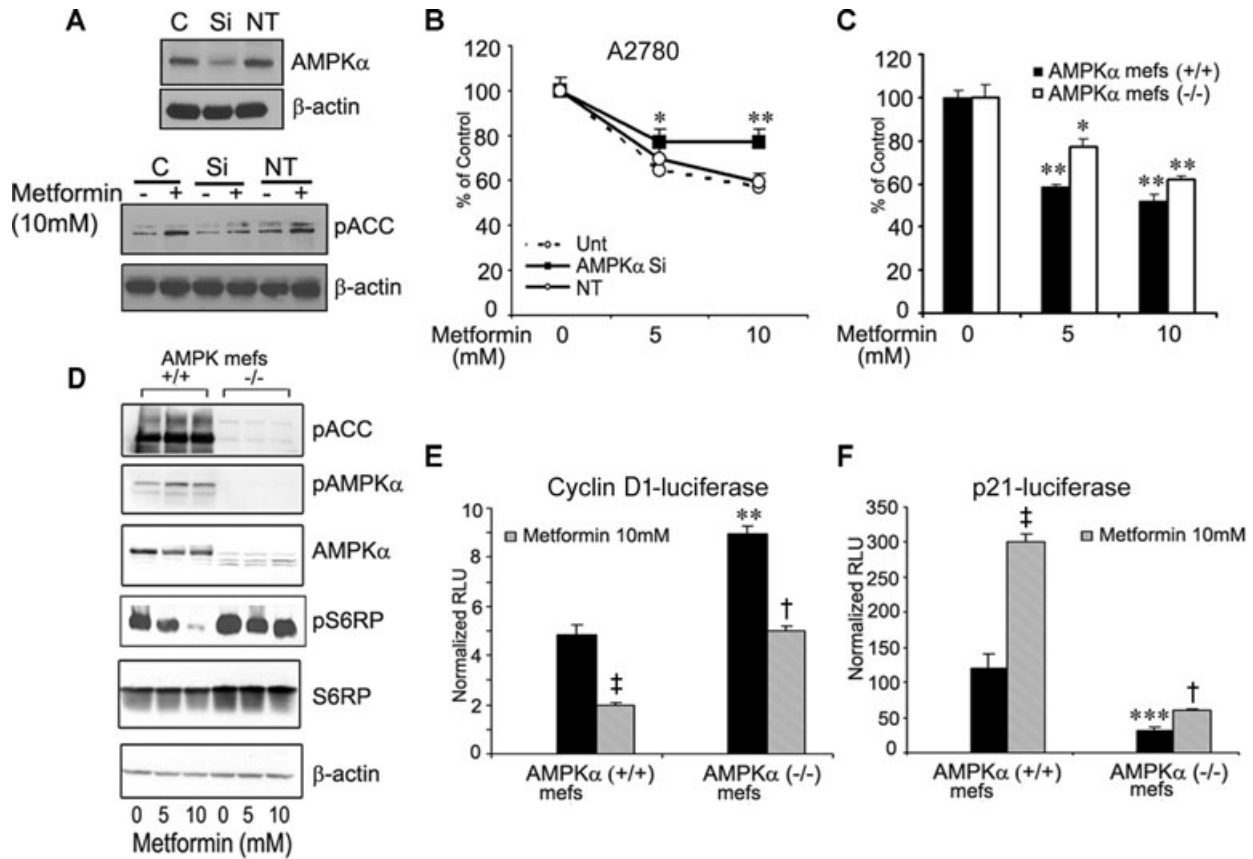 A
C Si NT
AMPKα
β-actin
C Si NT
Metformin - + - + - +
(10mM)
pACC
β-actin
B
A2780
% of Control
120
100
80
60
40
20
0
Unt
AMPKα Si
NT
* **
Metformin 0 5 10
(mM)
C
% of Control
120
100
80
60
40
20
0
AMPKα mefs (+/+)
AMPKα mefs (-/-)
** * ** **
Metformin 0 5 10
(mM)
D
AMPK mefs
+/+ -/-
pACC
pAMPKα
AMPKα
pS6RP
S6RP
β-actin
0 5 10 0 5 10
Metformin (mM)
E
Cyclin D1-luciferase
Normalized RLU
10
8
6
4
2
0
Metformin 10mM
‡ ** †
AMPKα (+/+) AMPKα (-/-)
mefs mefs
F
p21-luciferase
Normalized RLU
350
300
250
200
150
100
50
0
Metformin 10mM
‡ *** †
AMPKα (+/+) AMPKα (-/-)
mefs mefs